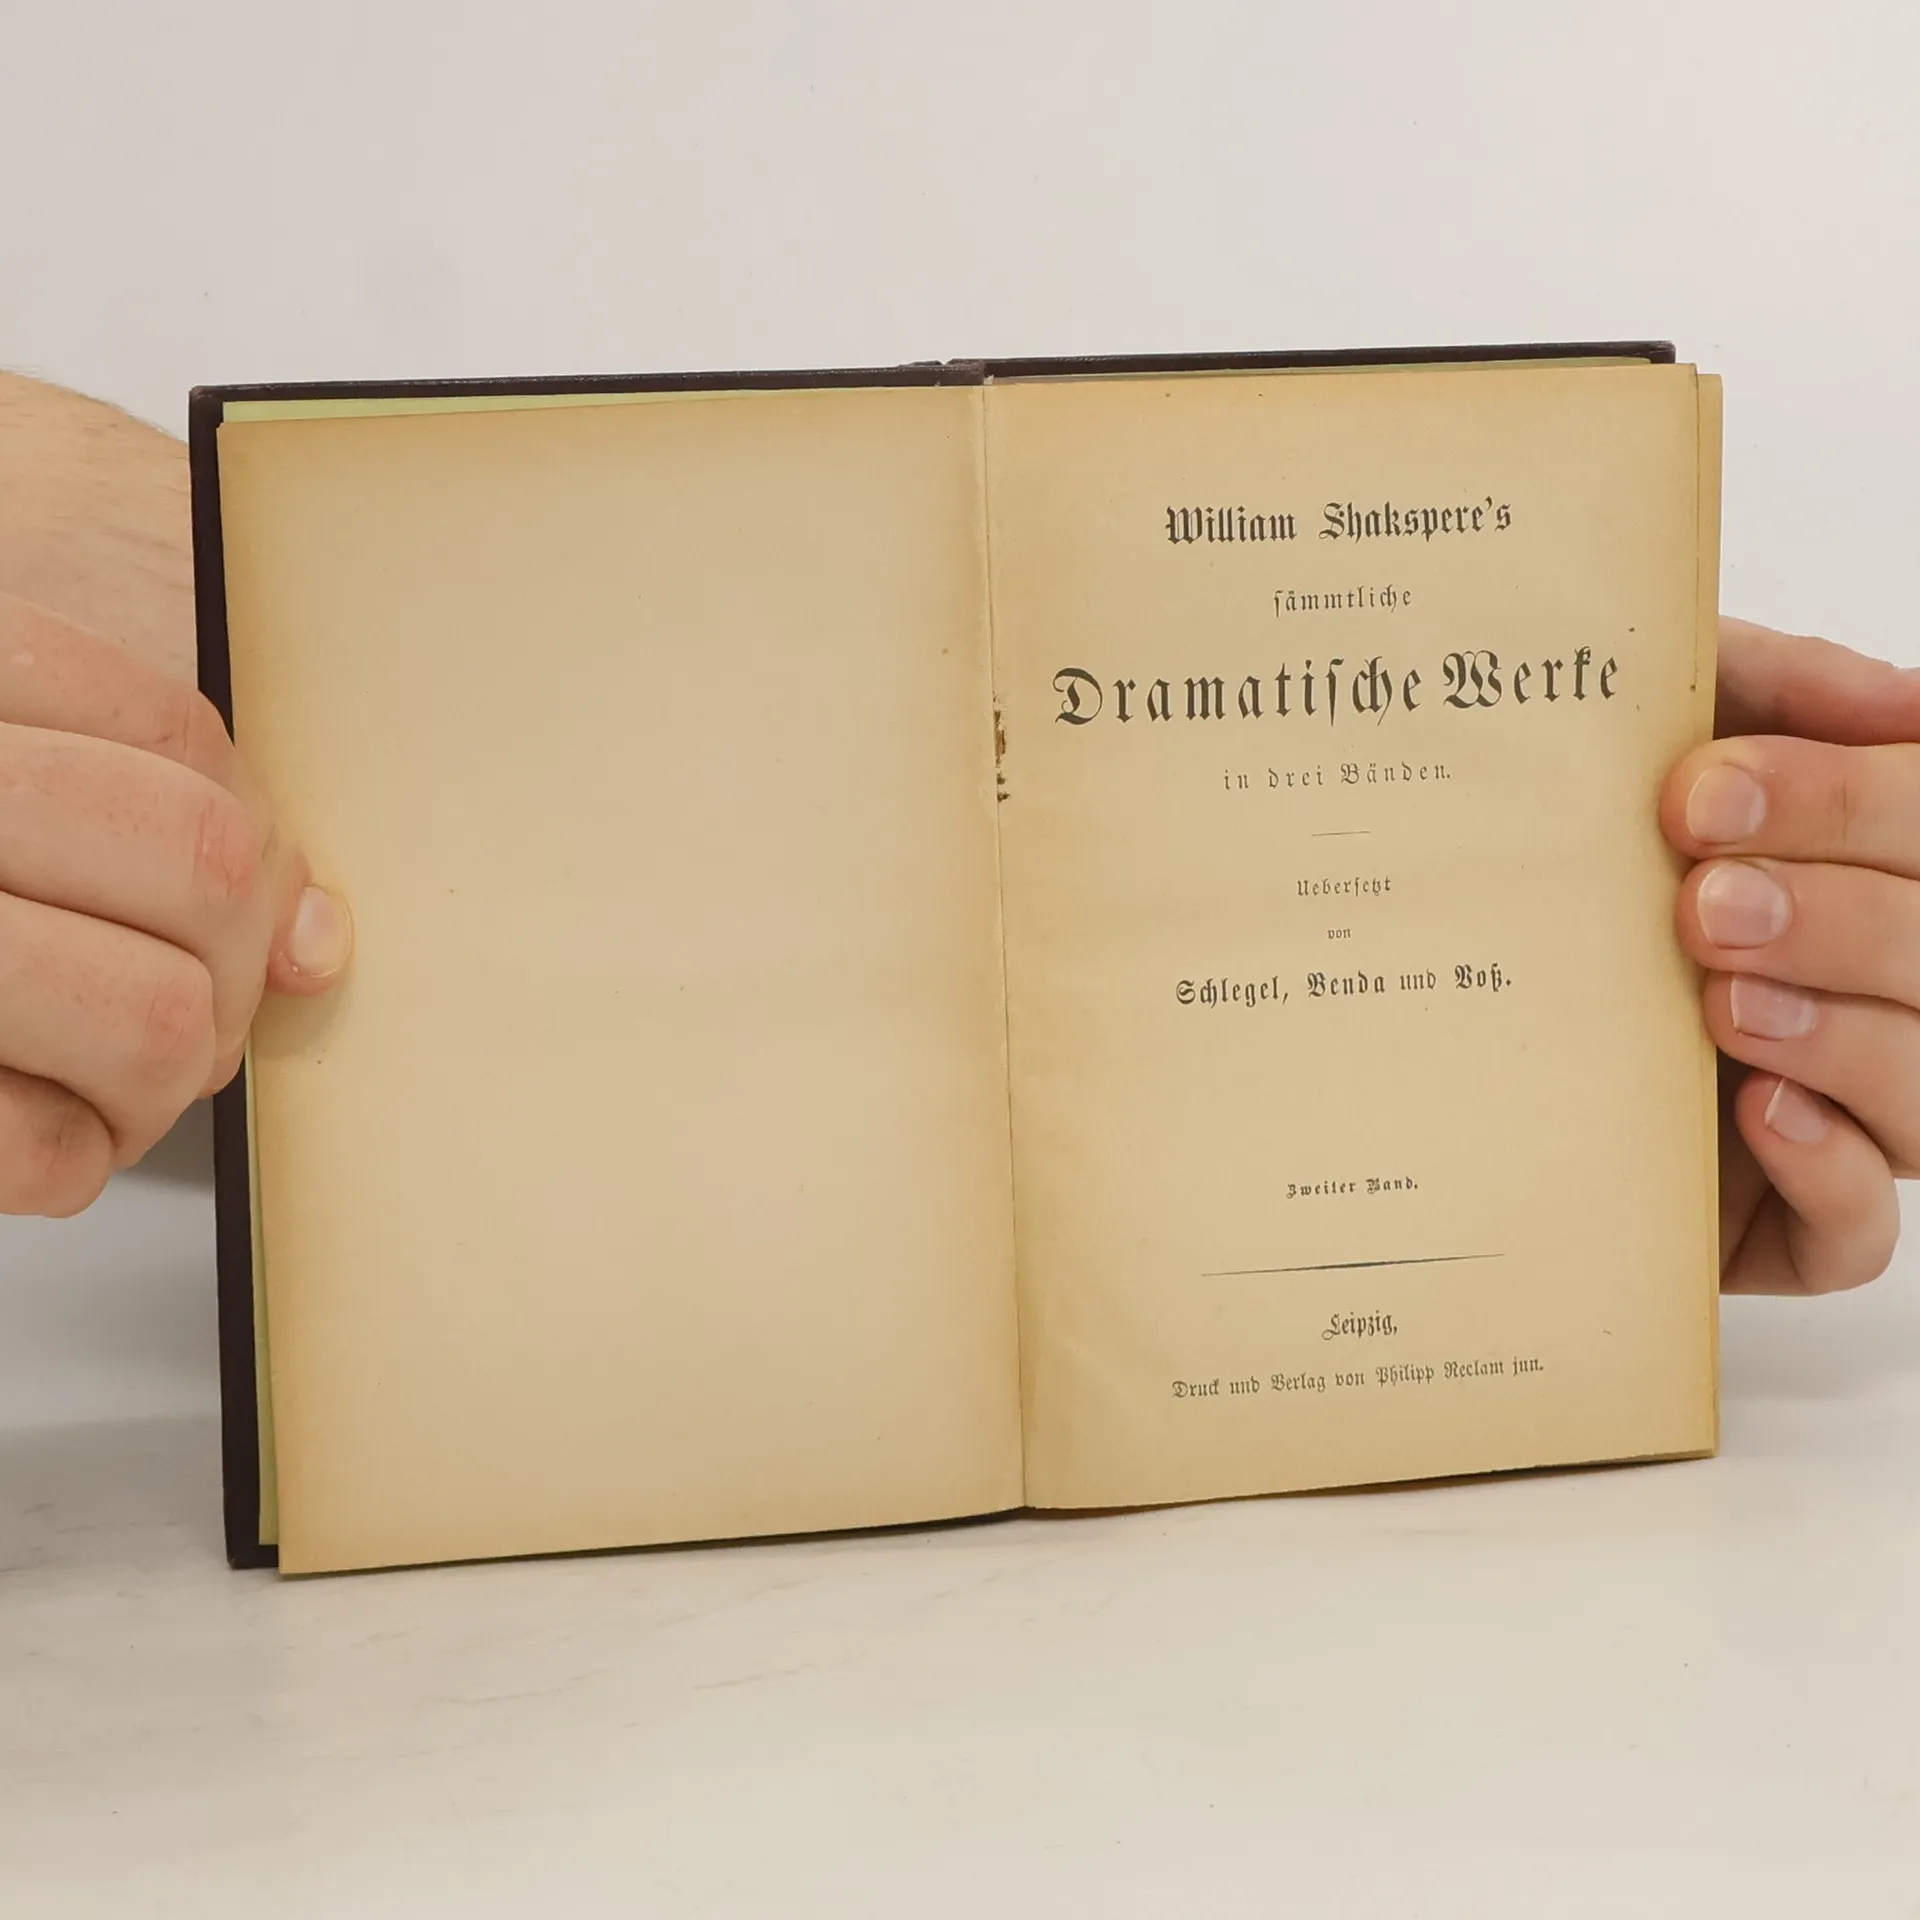 William Shakspere's
sämmtliche
Dramatische Werke
in drei Bänden.
Uebersetzt
von
Schlegel, Benda und Voß.
Zweiter Band.
Leipzig,
Druck und Verlag von Philipp Reclam jun.